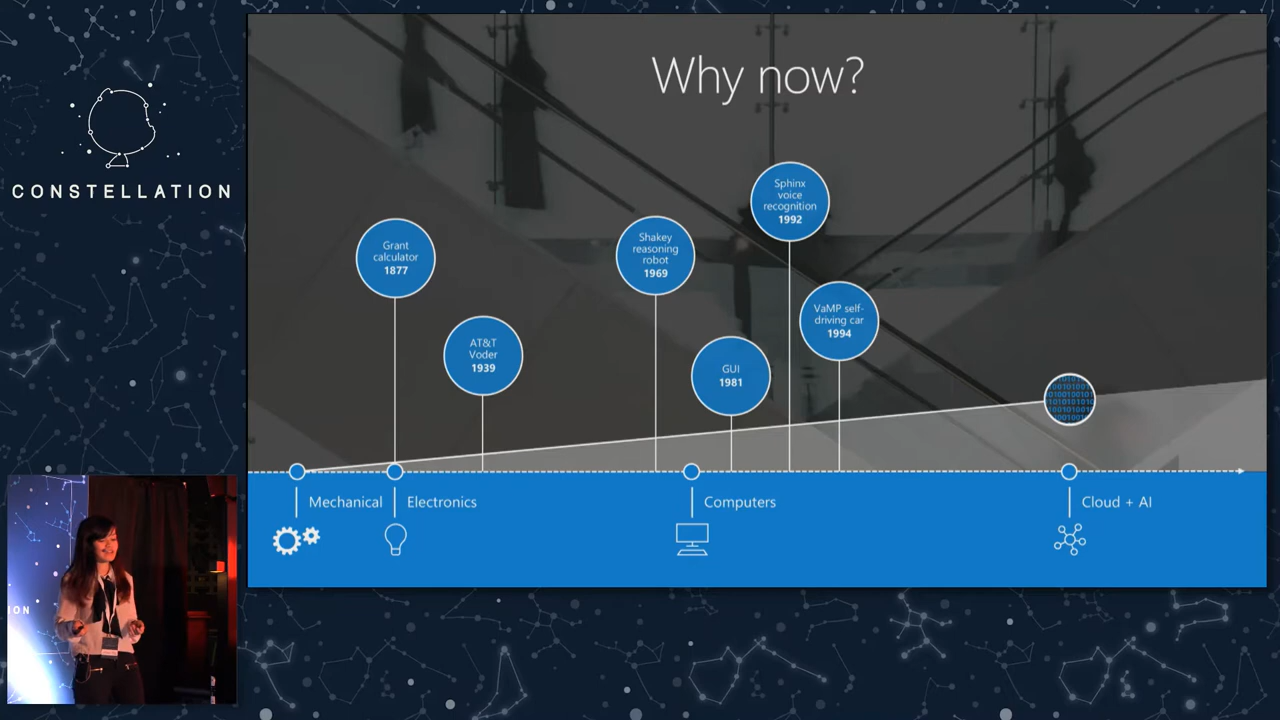 CONSTELLATION
Why now?
Grant
calculator
1877
AT&T
Voder
1939
Shakey
reasoning
robot
1969
GUI
1981
Sphinx
voice
recognition
1992
VaMP self-
driving car
1994
Mechanical
Electronics
Computers
Cloud + AI
ION